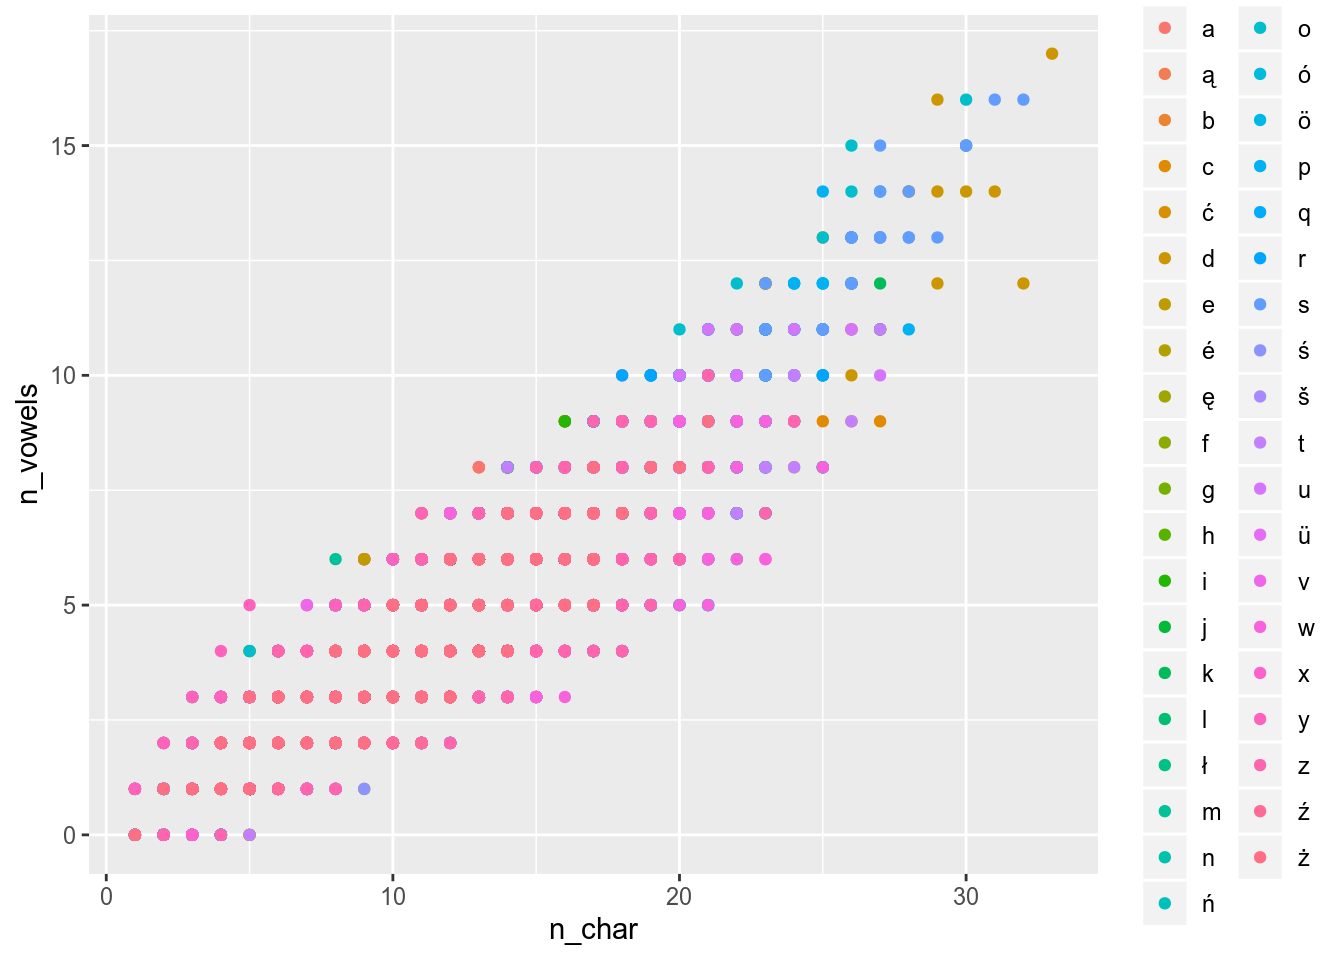 15
10
5
0
n_vowels
0 10 20 30
n_char
a o
ą ó
b ö
c p
ć q
d r
e s
é ś
ę š
f t
g u
h ü
i v
j w
k x
l y
ł z
m ź
n ż
ń